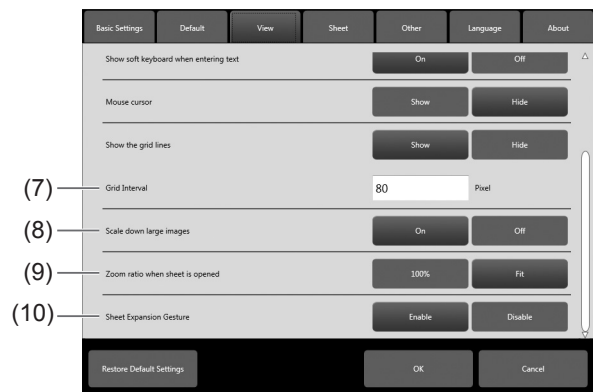 Basic Settings Default View Sheet Other Language About
Show soft keyboard when entering text On Off
Mouse cursor Show Hide
Show the grid lines Show Hide
(7) Grid Interval 80 Pixel
(8) Scale down large images On Off
(9) Zoom ratio when sheet is opened 100% Fit
(10) Sheet Expansion Gesture Enable Disable
Restore Default Settings OK Cancel